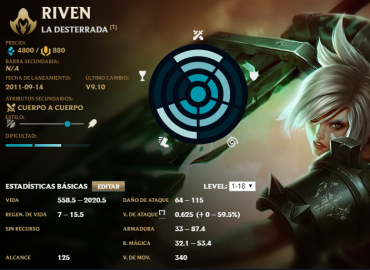 RIVEN
LA DESTERRADA [1]
PRECIO:
4800 / 880
BARRA SECUNDARIA:
N/A
FECHA DE LANZAMIENTO: ÚLTIMO CAMBIO:
2011-09-14 V9.10
ATRIBUTOS SECUNDARIOS:
CUERPO A CUERPO
ESTILO:
DIFICULTAD:
ESTADÍSTICAS BÁSICAS EDITAR LEVEL: 1-18
VIDA 558.5 – 2020.5 DAÑO DE ATAQUE 64 – 115
REGEN. DE VIDA 7 – 15.5 V. DE ATAQUE [*] 0.625 (+ 0 – 59.5%)
SIN RECURSO ARMADURA 33 – 87.4
R. MÁGICA 32.1 – 53.4
ALCANCE 125 V. DE MOV. 340